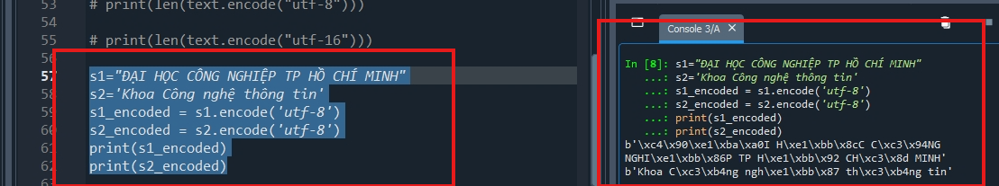 53
# print(len(text.encode("utf-8")))
54
55
# print(len(text.encode("utf-16")))
56
57
s1="ĐẠI HỌC CÔNG NGHIỆP TP HỒ CHÍ MINH"
58
s2='Khoa Công nghệ thông tin'
59
s1_encoded = s1.encode('utf-8')
60
s2_encoded = s2.encode('utf-8')
61
print(s1_encoded)
62
print(s2_encoded)
63
Console 3/A ×
In [8]: s1="ĐẠI HỌC CÔNG NGHIỆP TP HỒ CHÍ MINH"
...: s2='Khoa Công nghệ thông tin'
...: s1_encoded = s1.encode('utf-8')
...: s2_encoded = s2.encode('utf-8')
...: print(s1_encoded)
...: print(s2_encoded)
b'\xc4\x90\xe1\xba\xa0I H\xe1\xbb\x8cC C\xc3\x94NG
NGHI\xe1\xbb\x86P TP H\xe1\xbb\x92 CH\xc3\x8d MINH'
b'Khoa C\xc3\xb4ng ngh\xe1\xbb\x87 th\xc3\xb4ng tin'